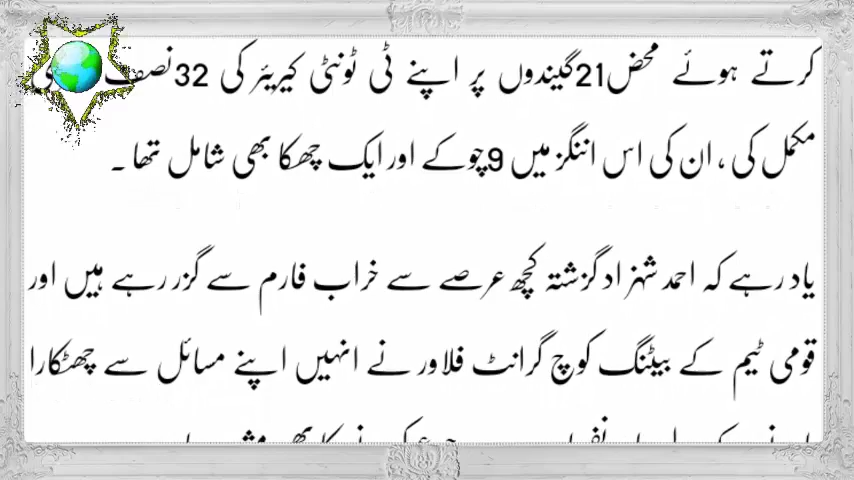 کرتے ہوئے محض21گیندوں پر اپنے ٹی ٹونٹی کیریئر کی 32نصف
مکمل کی ، ان کی اس اننگز میں 9چوکے اور ایک چھکا بھی شامل تھا ۔
یاد رہے کہ احمد شہزاد گزشتہ کچھ عرصے سے خراب فارم سے گزر رہے ہیں اور
قومی ٹیم کے بیٹنگ کوچ گرانٹ فلاور نے انہیں اپنے مسائل سے چھٹکارا